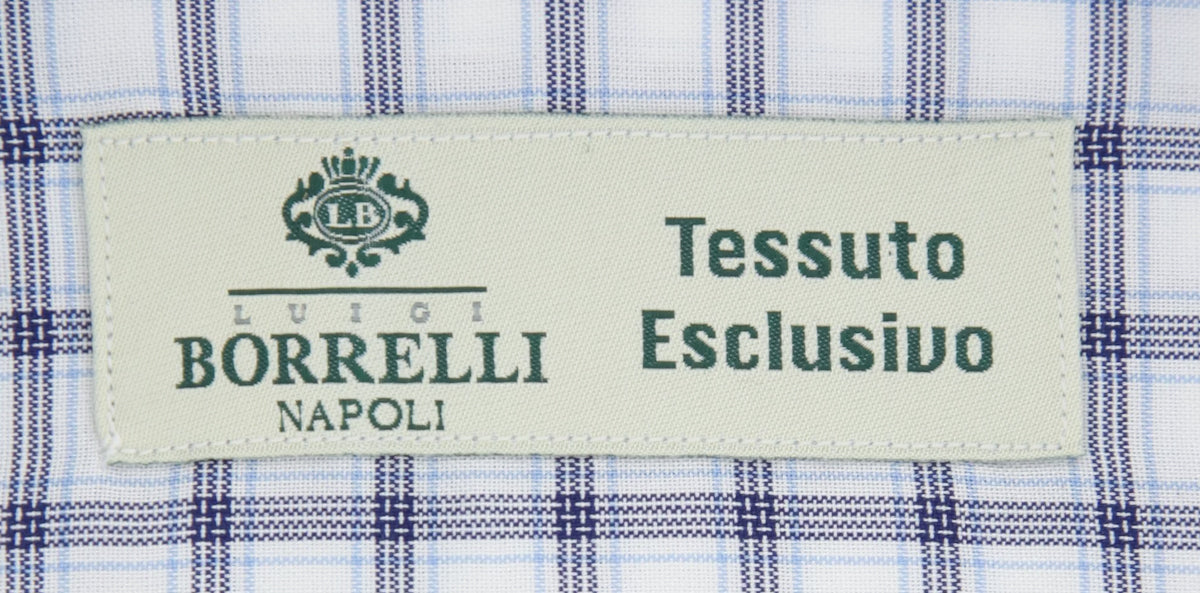 LB
LUIGI
BORRELLI
NAPOLI
Tessuto
Esclusivo